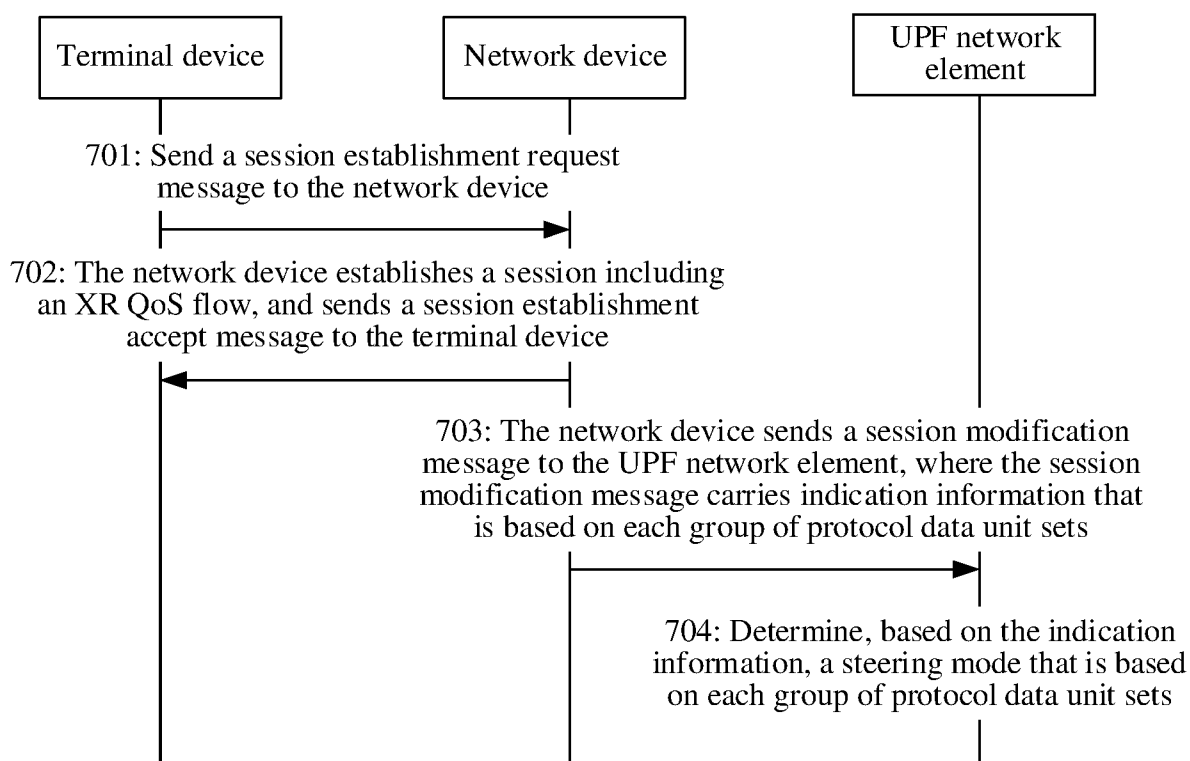 Terminal device
Network device
UPF network
element
701: Send a session establishment request
message to the network device
702: The network device establishes a session including
an XR QoS flow, and sends a session establishment
accept message to the terminal device
703: The network device sends a session modification
message to the UPF network element, where the session
modification message carries indication information that
is based on each group of protocol data unit sets
704: Determine, based on the indication
information, a steering mode that is based
on each group of protocol data unit sets